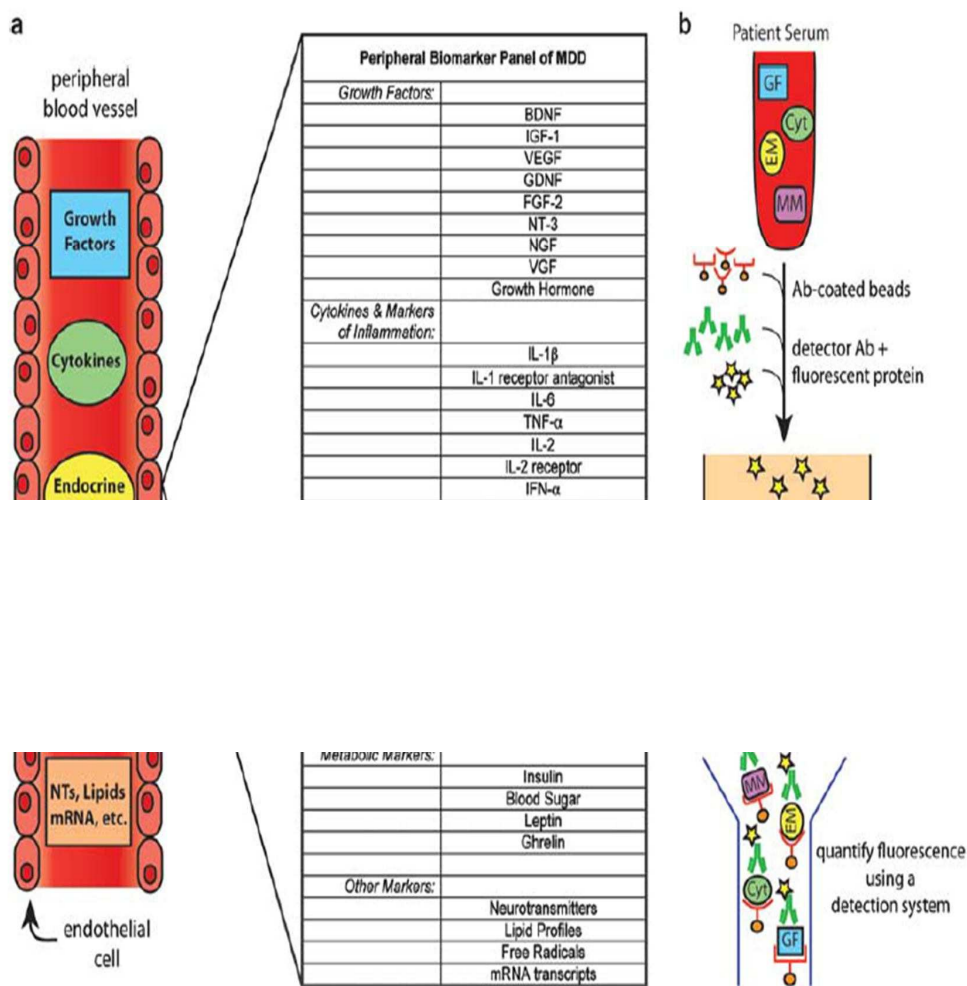 a
peripheral
blood vessel
Growth
Factors
Cytokines
Endocrine
NTs, Lipids
mRNA, etc.
endothelial
cell
Peripheral Biomarker Panel of MDD
Growth Factors:
BDNF
IGF-1
VEGF
GDNF
FGF-2
NT-3
NGF
VGF
Growth Hormone
Cytokines & Markers
of Inflammation:
IL-1β
IL-1 receptor antagonist
IL-6
TNF-α
IL-2
IL-2 receptor
IFN-α
Metabolic Markers:
Insulin
Blood Sugar
Leptin
Ghrelin
Other Markers:
Neurotransmitters
Lipid Profiles
Free Radicals
mRNA transcripts
b
Patient Serum
GF
Cyt
EM
MM
Ab-coated beads
detector Ab +
fluorescent protein
MM
EM
Cyt
GF
quantify fluorescence
using a
detection system